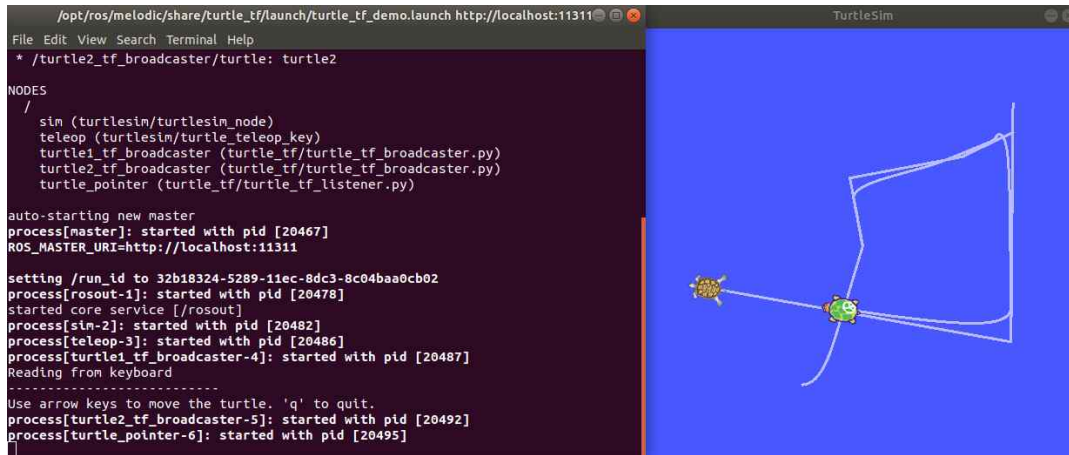 /opt/ros/melodic/share/turtle_tf/launch/turtle_tf_demo.launch http://localhost:11311
TurtleSim
File Edit View Search Terminal Help
* /turtle2_tf_broadcaster/turtle: turtle2
NODES
/
sim (turtlesim/turtlesim_node)
teleop (turtlesim/turtle_teleop_key)
turtle1_tf_broadcaster (turtle_tf/turtle_tf_broadcaster.py)
turtle2_tf_broadcaster (turtle_tf/turtle_tf_broadcaster.py)
turtle_pointer (turtle_tf/turtle_tf_listener.py)
auto-starting new master
process[master]: started with pid [20467]
ROS_MASTER_URI=http://localhost:11311
setting /run_id to 32b18324-5289-11ec-8dc3-8c04baa0cb02
process[rosout-1]: started with pid [20478]
started core service [/rosout]
process[sim-2]: started with pid [20482]
process[teleop-3]: started with pid [20486]
process[turtle1_tf_broadcaster-4]: started with pid [20487]
Reading from keyboard
---------------------------
Use arrow keys to move the turtle. 'q' to quit.
process[turtle2_tf_broadcaster-5]: started with pid [20492]
process[turtle_pointer-6]: started with pid [20495]